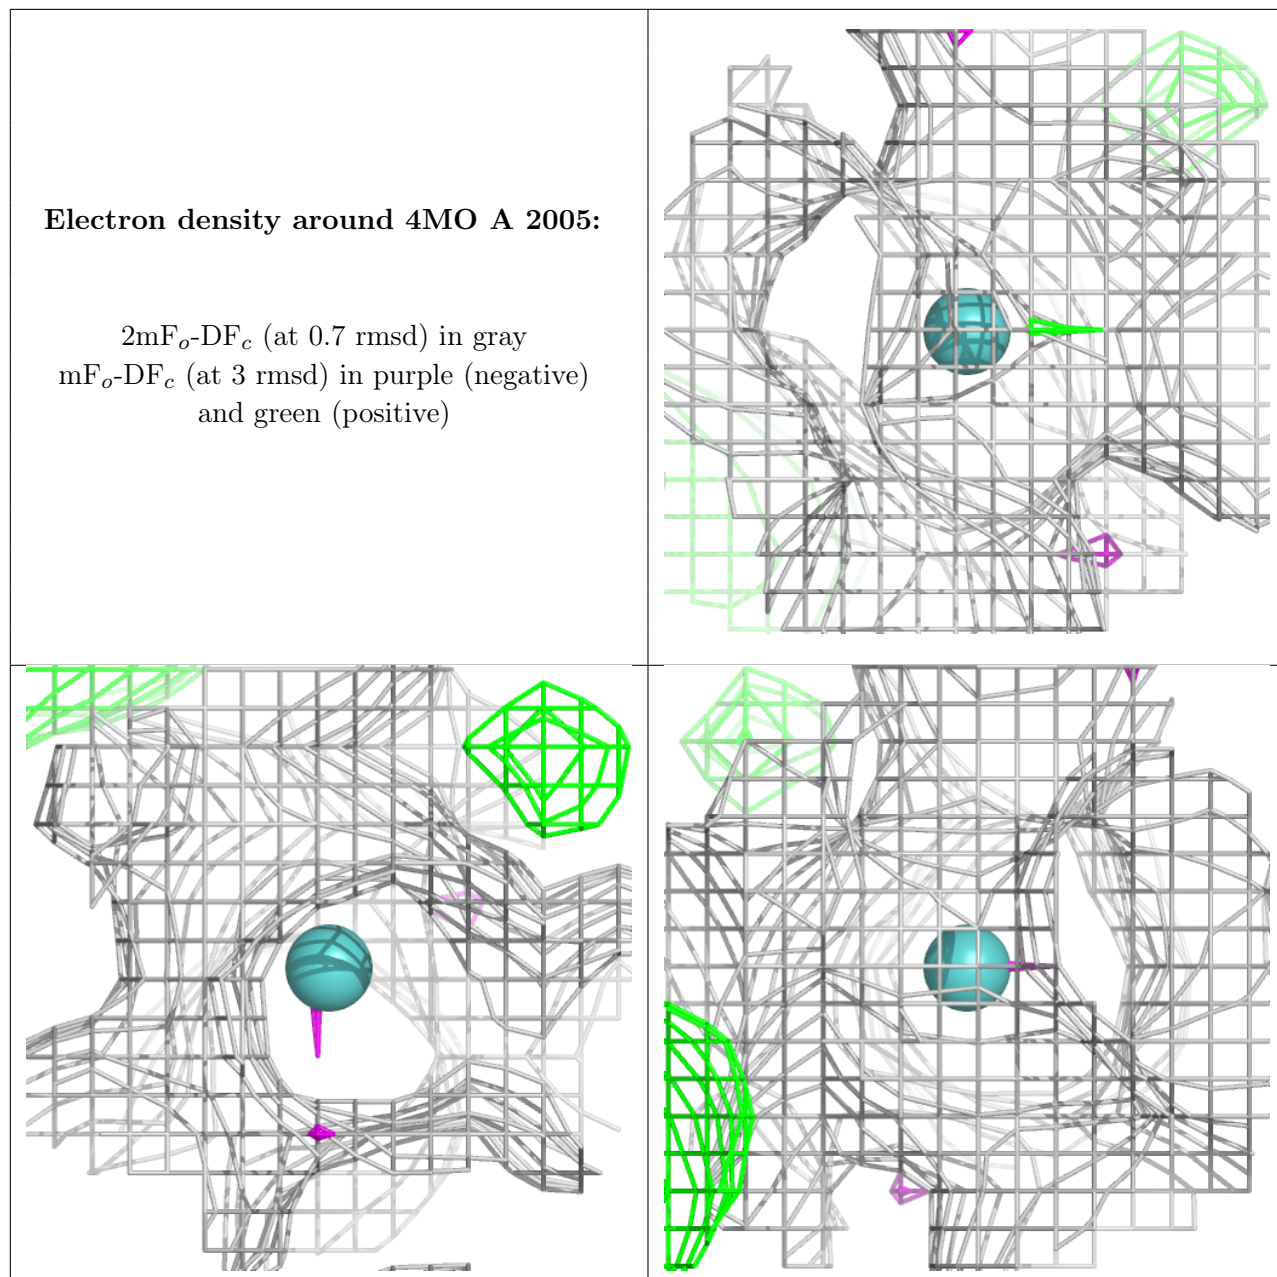 Electron density around 4MO A 2005:
2mFₒ-DF𝒸 (at 0.7 rmsd) in gray
mFₒ-DF𝒸 (at 3 rmsd) in purple (negative)
and green (positive)